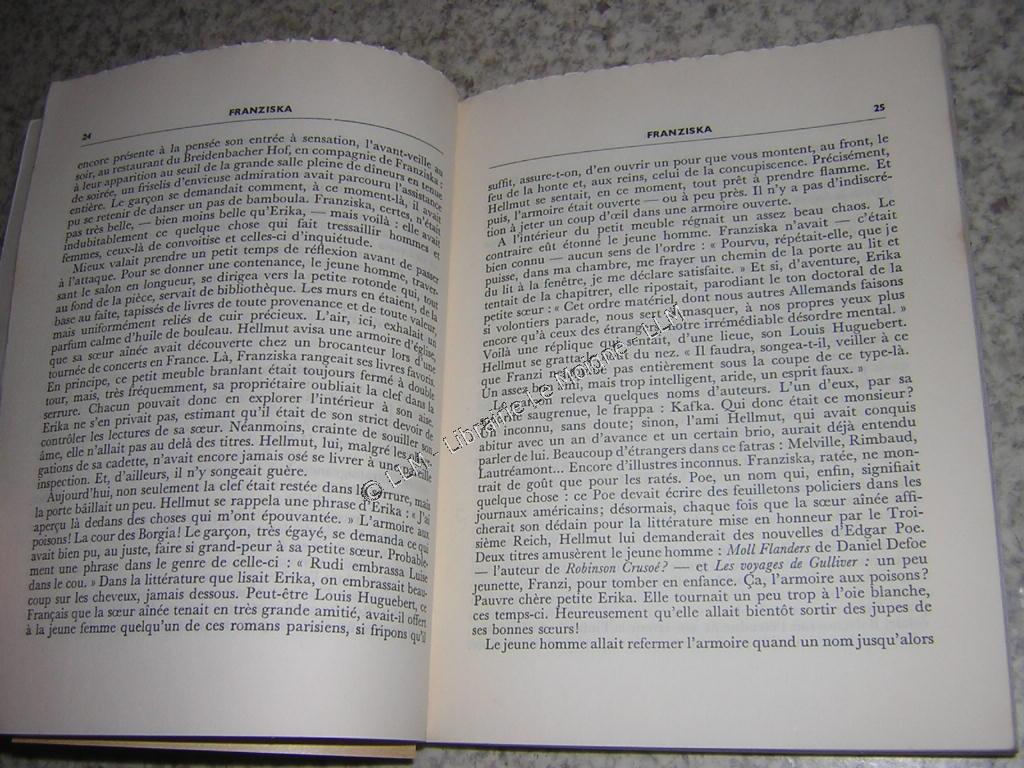 24
FRANZISKA
encore présente à la pensée son entrée à sensation, l'avant-veille au
soir, au restaurant du Breidenbacher Hof, en compagnie de Franziska :
à leur apparition au seuil de la grande salle pleine de dîneurs en tenue
de soirée, un friselis d'envieuse admiration avait parcouru l'assistance
entière. Le garçon se demandait comment, à ce moment-là, il avait
pu se retenir de danser un pas de bamboula. Franziska, certes, n'était
pas très belle, — bien moins belle qu'Erika, — mais voilà : elle avait
indubitablement ce quelque chose qui fait tressaillir hommes et
femmes, ceux-là de convoitise et celles-ci d'inquiétude.
Mieux valait prendre un petit temps de réflexion avant de passer
à l'attaque. Pour se donner une contenance, le jeune homme, traver-
sant le salon en longueur, se dirigea vers la petite rotonde qui, tout
au fond de la pièce, servait de bibliothèque. Les murs en étaient, de la
base au faîte, tapissés de livres de toute provenance et de toute valeur,
mais uniformément reliés de cuir précieux. L'air, ici, exhalait un
parfum calme d'huile de bouleau. Hellmut avisa une armoire d'église,
que sa sœur aînée avait découverte chez un brocanteur lors d'une
tournée de concerts en France. Là, Franziska rangeait ses livres favoris.
En principe, ce petit meuble branlant était toujours fermé à double
tour, mais, très fréquemment, sa propriétaire oubliait la clef dans la
serrure. Chacun pouvait donc en explorer l'intérieur à son aise.
Erika ne s'en privait pas, estimant qu'il était de son strict devoir de
contrôler les lectures de sa sœur. Néanmoins, crainte de souiller son
âme, elle n'allait pas au delà des titres. Hellmut, lui, malgré les
gations de sa cadette, n'avait encore jamais osé se livrer à une pareille
inspection. Et, d'ailleurs, il n'y songeait guère.
Aujourd'hui, non seulement la clef était restée dans la serrure, mais
la porte bâillait un peu. Hellmut se rappela une phrase d'Erika : « J'ai
aperçu là dedans des choses qui m'ont épouvantée. » L'armoire aux
poisons! La cour des Borgia! Le garçon, très égayé, se demanda ce qui
avait bien pu, au juste, faire si grand-peur à sa petite sœur. Probable-
ment une phrase dans le genre de celle-ci : « Rudi embrassa Luise
dans le cou. » Dans la littérature que lisait Erika, on embrassait beau-
coup sur les cheveux, jamais dessous. Peut-être Louis Huguebert, ce
Français que la sœur aînée tenait en très grande amitié, avait-il offert
à la jeune femme quelqu'un de ces romans parisiens, si fripons qu'il
FRANZISKA
25
suffit, assure-t-on, d'en ouvrir un pour que vous montent, au front, le
feu de la honte et, aux reins, celui de la concupiscence. Précisément,
Hellmut se sentait, en ce moment, tout prêt à prendre flamme. Et
puis, l'armoire était ouverte — ou à peu près. Il n'y a pas d'indiscré-
tion à jeter un coup d'œil dans une armoire ouverte.
A l'intérieur du petit meuble régnait un assez beau chaos. Le
contraire eût étonné le jeune homme. Franziska n'avait — c'était
bien connu — aucun sens de l'ordre : « Pourvu, répétait-elle, que je
puisse, dans ma chambre, me frayer un chemin de la porte au lit et
du lit à la fenêtre, je me déclare satisfaite. » Et si, d'aventure, Erika
tentait de la chapitrer, elle ripostait, parodiant le ton doctoral de la
petite sœur : « Cet ordre matériel, dont nous autres Allemands faisons
si volontiers parade, nous sert à masquer, à nos propres yeux plus
encore qu'à ceux des étrangers, notre irrémédiable désordre mental. »
Voilà une réplique qui sentait, d'une lieue, son Louis Huguebert.
Hellmut se gratta le bout du nez. « Il faudra, songea-t-il, veiller à ce
que Franzi ne tombe pas entièrement sous la coupe de ce type-là.
Un assez beau type, mais trop intelligent, aride, un esprit faux. »
Le garçon releva quelques noms d'auteurs. L'un d'eux, par sa
saugrenue, le frappa : Kafka. Qui donc était ce monsieur?
Un inconnu, sans doute; sinon, l'ami Hellmut, qui avait conquis
abitur avec un an d'avance et un certain brio, aurait déjà entendu
parler de lui. Beaucoup d'étrangers dans ce fatras : Melville, Rimbaud,
Lautréamont... Encore d'illustres inconnus. Franziska, ratée, ne mon-
trait de goût que pour les ratés. Poe, un nom qui, enfin, signifiait
quelque chose : ce Poe devait écrire des feuilletons policiers dans les
journaux américains; désormais, chaque fois que la sœur aînée affi-
cherait son dédain pour la littérature mise en honneur par le Troi-
sième Reich, Hellmut lui demanderait des nouvelles d'Edgar Poe.
Deux titres amusèrent le jeune homme : Moll Flanders de Daniel Defoe
— l'auteur de Robinson Crusoé? — et Les voyages de Gulliver : un peu
jeunette, Franzi, pour tomber en enfance. Ça, l'armoire aux poisons?
Pauvre chère petite Erika. Elle tournait un peu trop à l'oie blanche,
ces temps-ci. Heureusement qu'elle allait bientôt sortir des jupes de
ses bonnes sœurs!
Le jeune homme allait refermer l'armoire quand un nom jusqu'alors
© LLM - Librairie Le Molohe - LLM